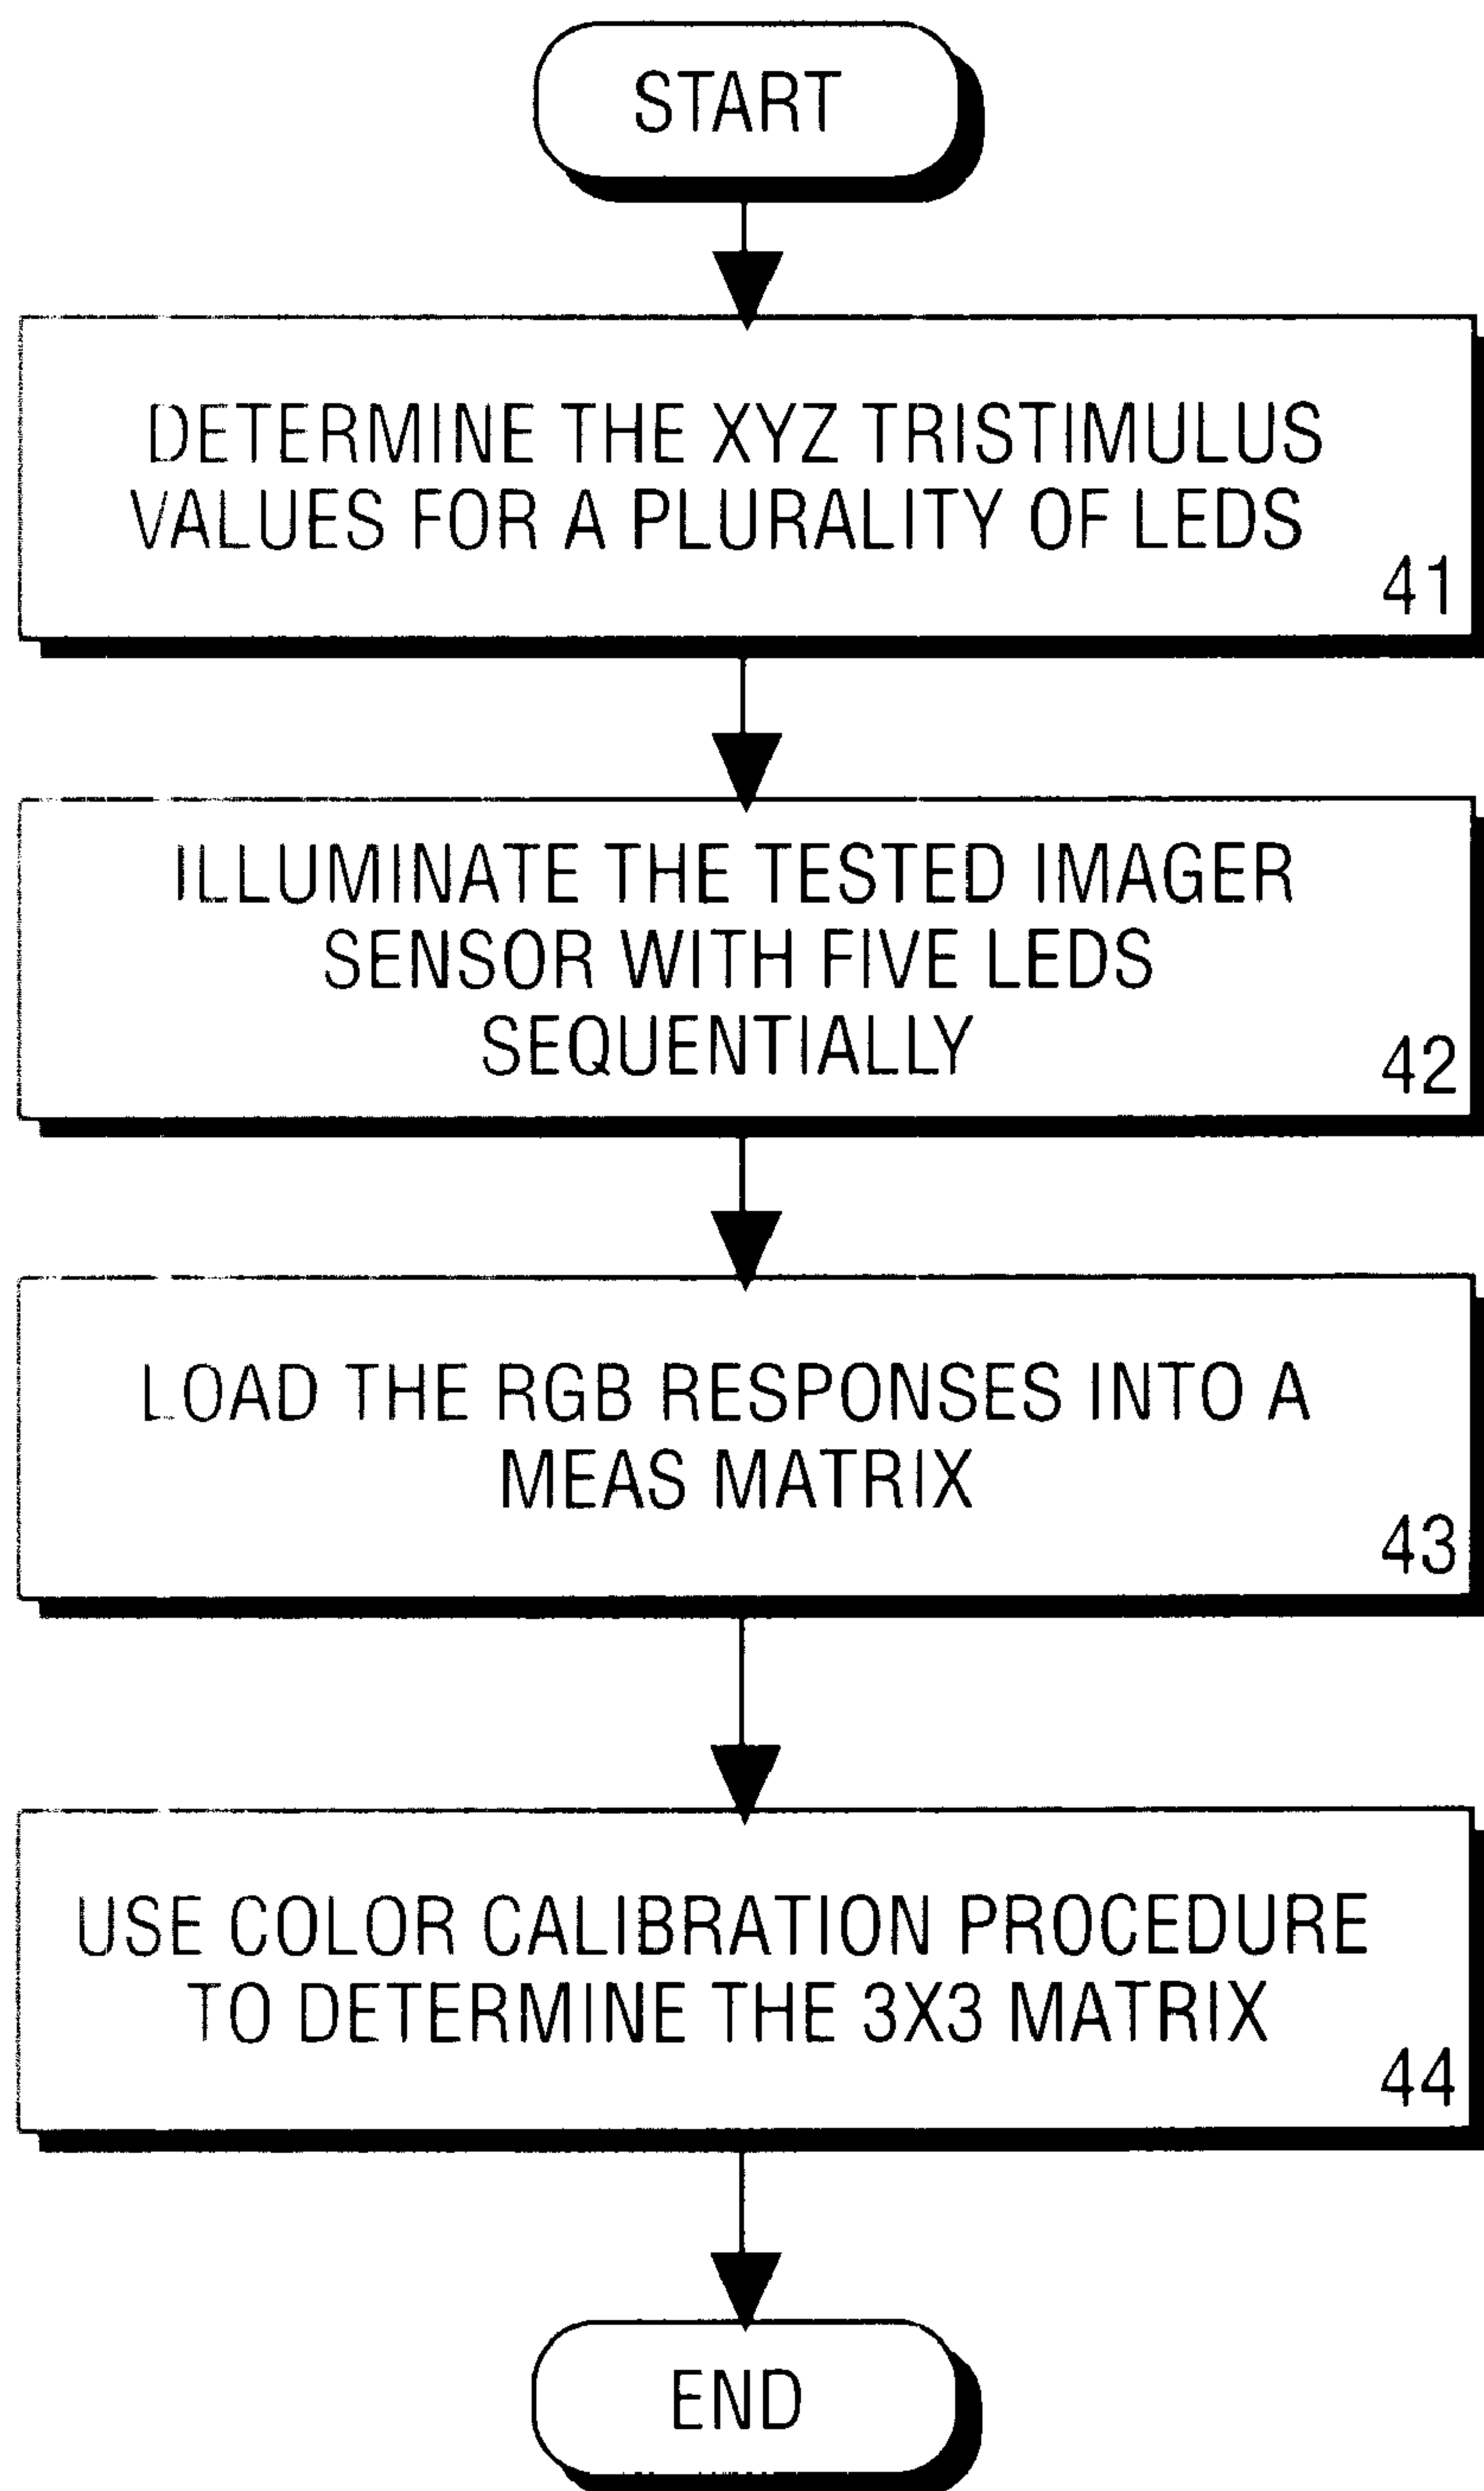 START
DETERMINE THE XYZ TRISTIMULUS
VALUES FOR A PLURALITY OF LEDS
41
ILLUMINATE THE TESTED IMAGER
SENSOR WITH FIVE LEDS
SEQUENTIALLY
42
LOAD THE RGB RESPONSES INTO A
MEAS MATRIX
43
USE COLOR CALIBRATION PROCEDURE
TO DETERMINE THE 3X3 MATRIX
44
END